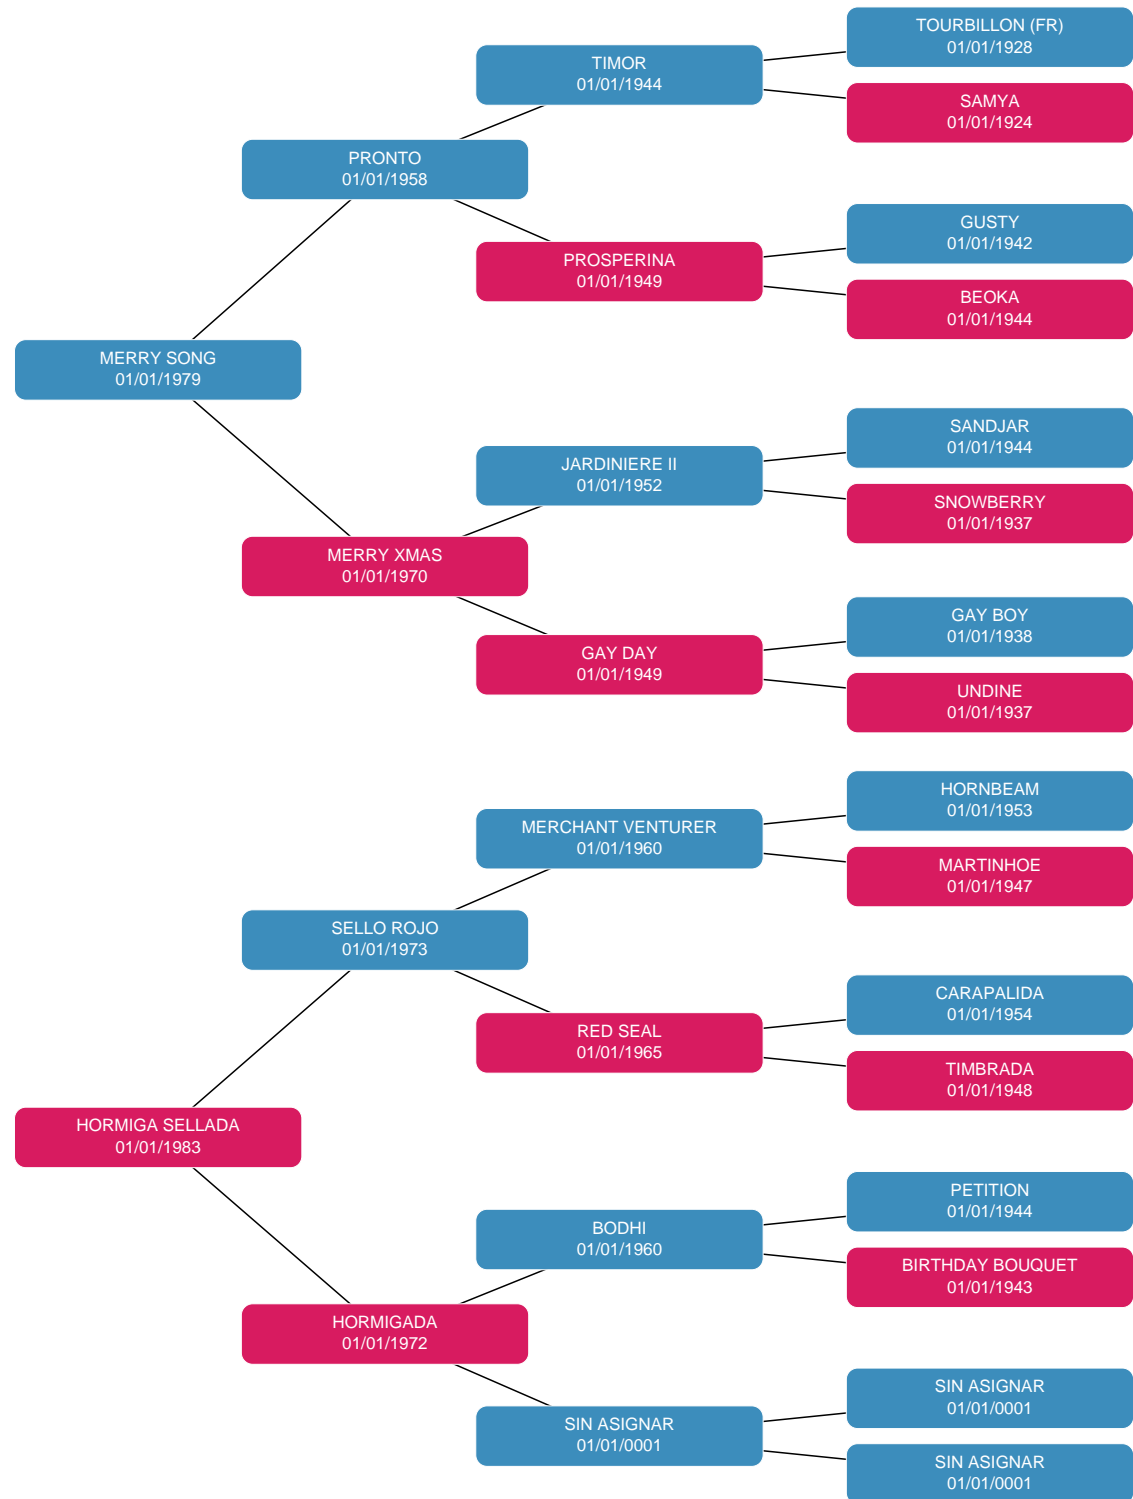 TOURBILLON (FR)
01/01/1928
TIMOR
01/01/1944
SAMYA
01/01/1924
PRONTO
01/01/1958
GUSTY
01/01/1942
PROSPERINA
01/01/1949
BEOKA
01/01/1944
MERRY SONG
01/01/1979
SANDJAR
01/01/1944
JARDINIERE II
01/01/1952
SNOWBERRY
01/01/1937
MERRY XMAS
01/01/1970
GAY BOY
01/01/1938
GAY DAY
01/01/1949
UNDINE
01/01/1937
HORNBEAM
01/01/1953
MERCHANT VENTURER
01/01/1960
MARTINHOE
01/01/1947
SELLO ROJO
01/01/1973
CARAPALIDA
01/01/1954
RED SEAL
01/01/1965
TIMBRADA
01/01/1948
HORMIGA SELLADA
01/01/1983
PETITION
01/01/1944
BODHI
01/01/1960
BIRTHDAY BOUQUET
01/01/1943
HORMIGADA
01/01/1972
SIN ASIGNAR
01/01/0001
SIN ASIGNAR
01/01/0001
SIN ASIGNAR
01/01/0001